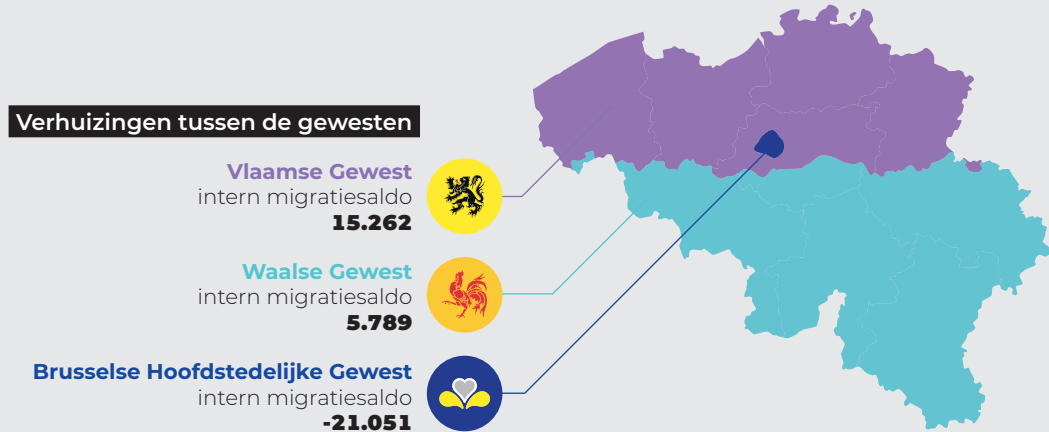 Verhuizingen tussen de gewesten
Vlaamse Gewest
intern migratiesaldo
15.262
Waalse Gewest
intern migratiesaldo
5.789
Brusselse Hoofdstedelijke Gewest
intern migratiesaldo
-21.051